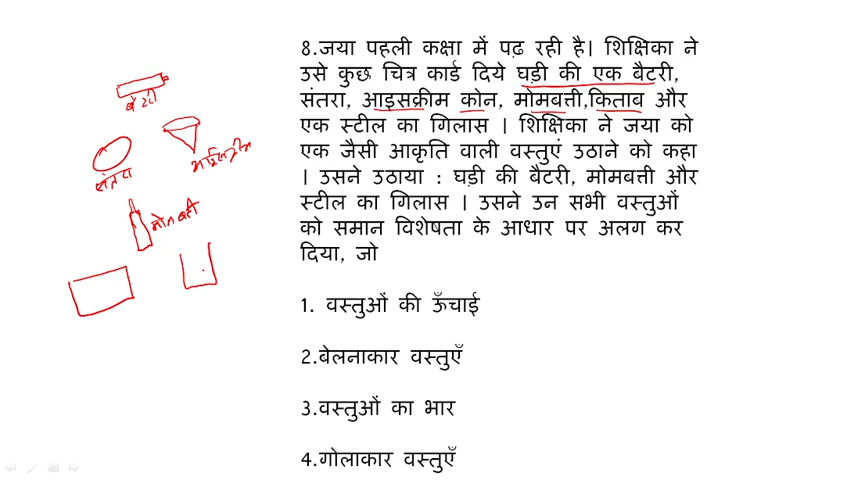 8.जया पहली कक्षा में पढ़ रही है। शिक्षिका ने
उसे कुछ चित्र कार्ड दिये घड़ी की एक बैटरी,
संतरा, आइसक्रीम कोन, मोमबत्ती,किताब और
एक स्टील का गिलास । शिक्षिका ने जया को
एक जैसी आकृति वाली वस्तुएं उठाने को कहा
। उसने उठाया : घड़ी की बैटरी, मोमबत्ती और
स्टील का गिलास । उसने उन सभी वस्तुओं
को समान विशेषता के आधार पर अलग कर
दिया, जो
1. वस्तुओं की ऊँचाई
2.बेलनाकार वस्तुएँ
3.वस्तुओं का भार
4.गोलाकार वस्तुएँ
बैटरी
संतरा
मोमबत्ती